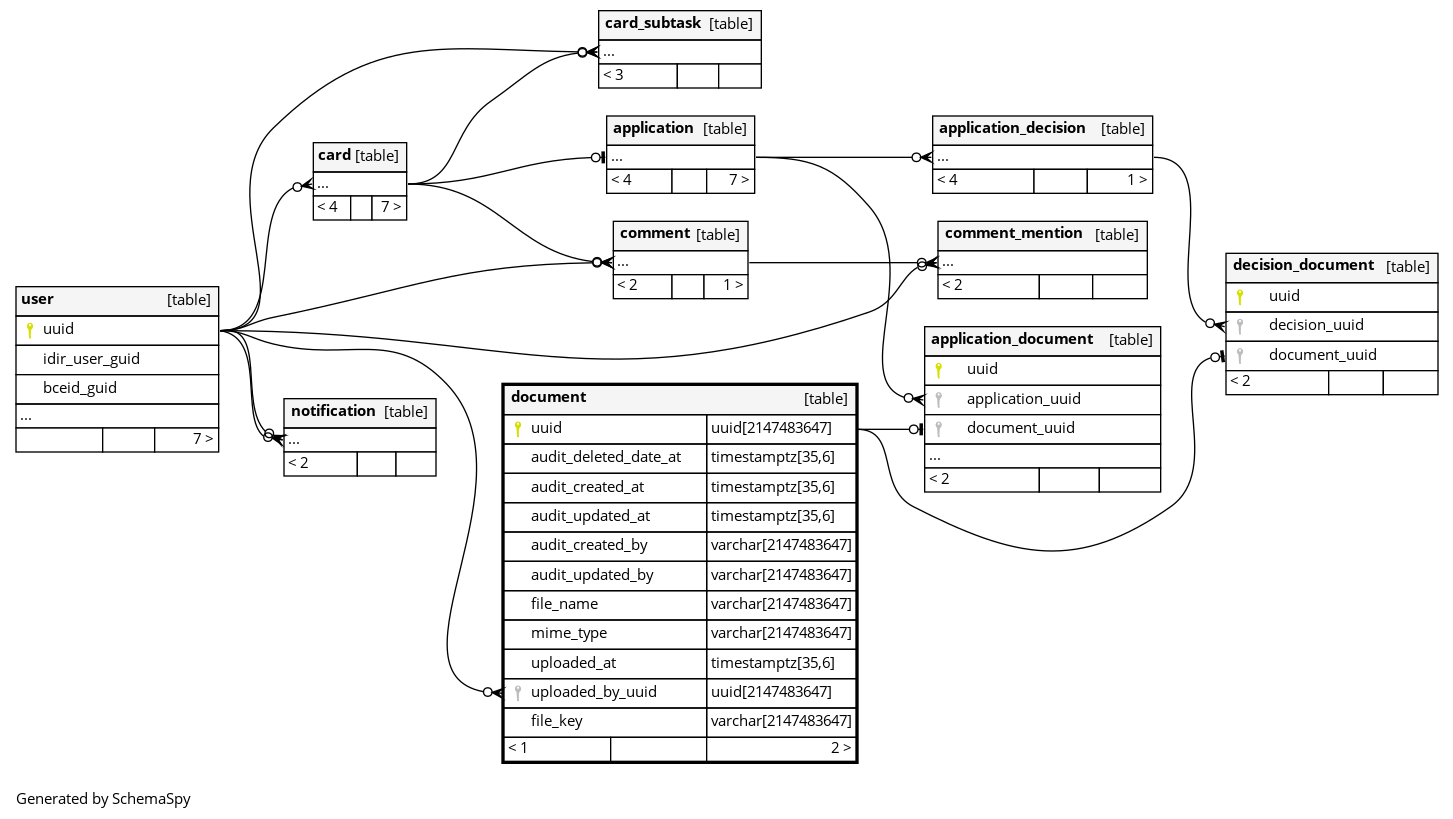 card_subtask [table]
...
< 3
application [table]
...
< 4 7 >
application_decision [table]
...
< 4 1 >
card [table]
...
< 4 7 >
comment [table]
...
< 2 1 >
comment_mention [table]
...
< 2
decision_document [table]
uuid
decision_uuid
document_uuid
< 2
user [table]
uuid
idir_user_guid
bceid_guid
...
7 >
application_document [table]
uuid
application_uuid
document_uuid
...
< 2
notification [table]
...
< 2
document [table]
uuid uuid[2147483647]
audit_deleted_date_at timestamptz[35,6]
audit_created_at timestamptz[35,6]
audit_updated_at timestamptz[35,6]
audit_created_by varchar[2147483647]
audit_updated_by varchar[2147483647]
file_name varchar[2147483647]
mime_type varchar[2147483647]
uploaded_at timestamptz[35,6]
uploaded_by_uuid uuid[2147483647]
file_key varchar[2147483647]
< 1 2 >
Generated by SchemaSpy